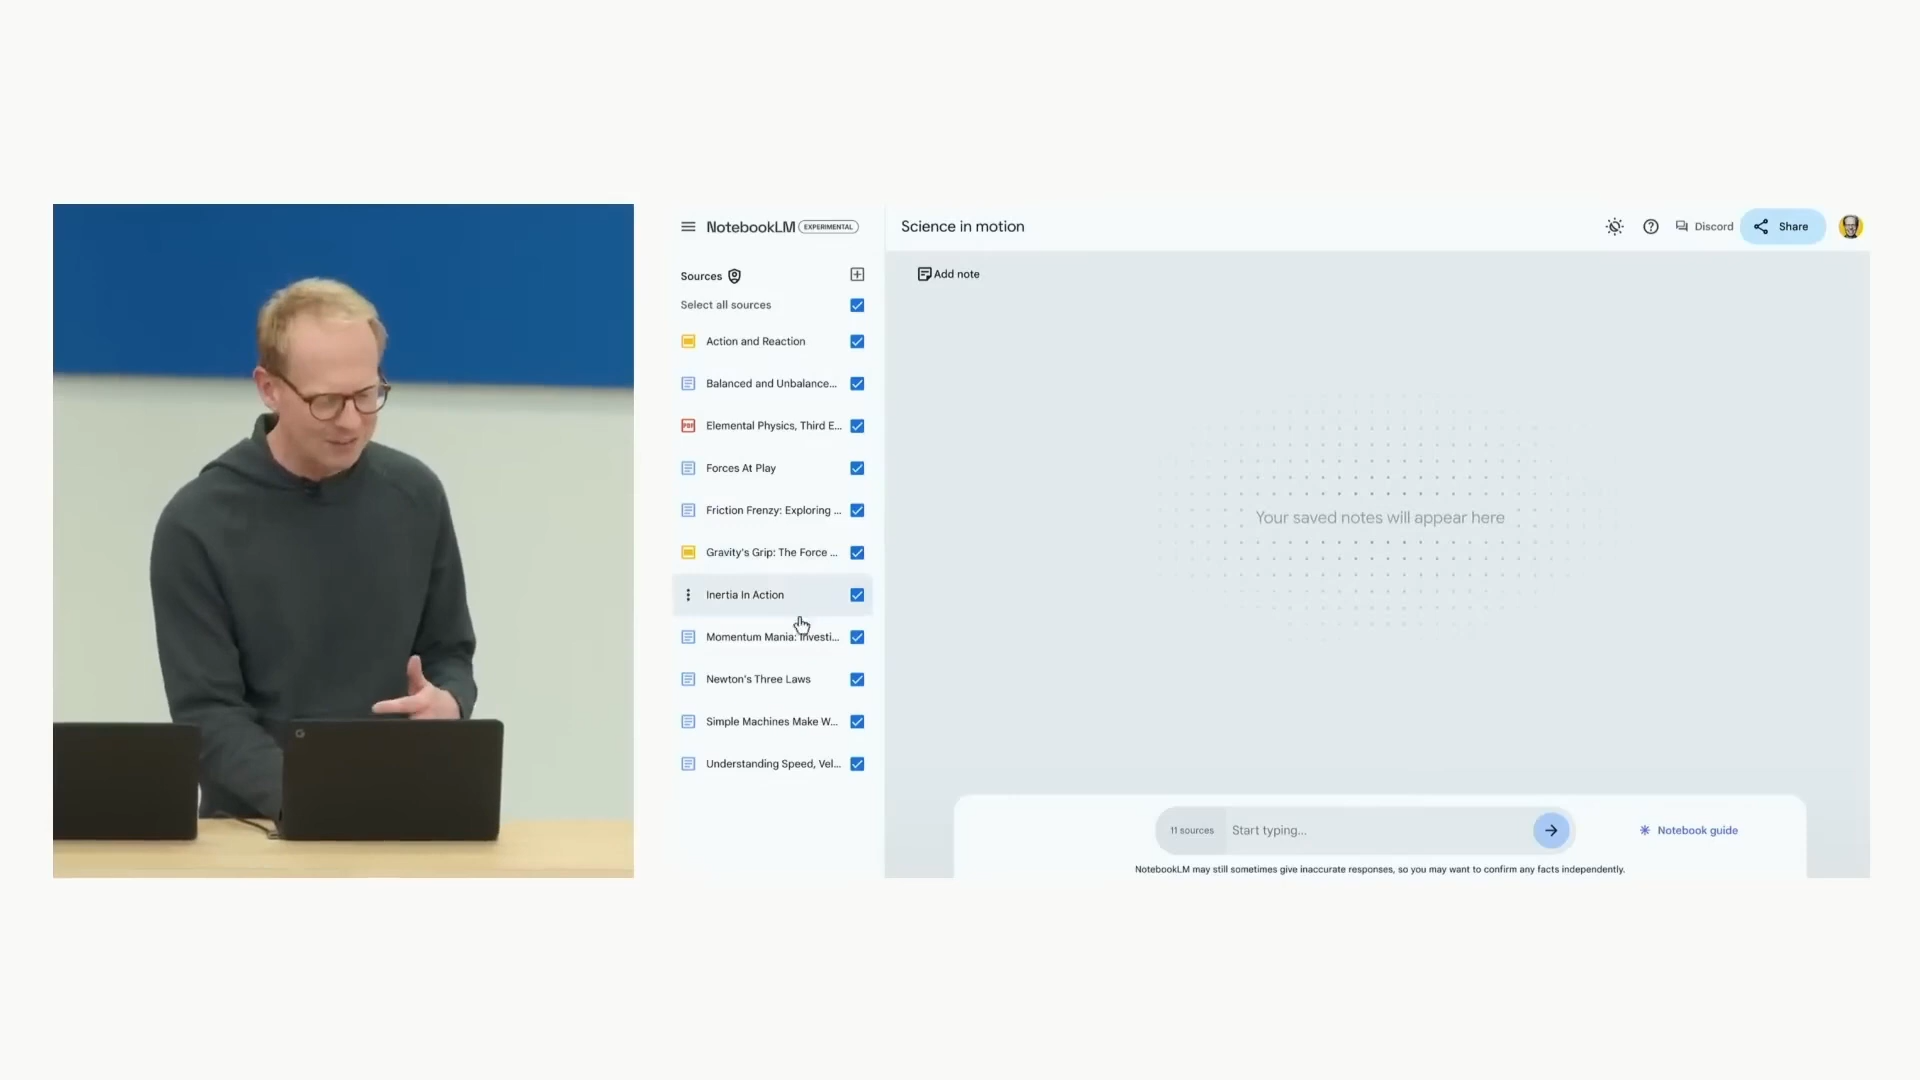 NotebookLM EXPERIMENTAL
Science in motion
Discord
Share
Sources
Select all sources
Action and Reaction
Balanced and Unbalance...
PDF
Elemental Physics, Third E...
Forces At Play
Friction Frenzy: Exploring ...
Gravity's Grip: The Force ...
Inertia In Action
Momentum Mania: Investi...
Newton's Three Laws
Simple Machines Make W...
Understanding Speed, Vel...
Add note
Your saved notes will appear here
11 sources
Start typing...
Notebook guide
NotebookLM may still sometimes give inaccurate responses, so you may want to confirm any facts independently.
G